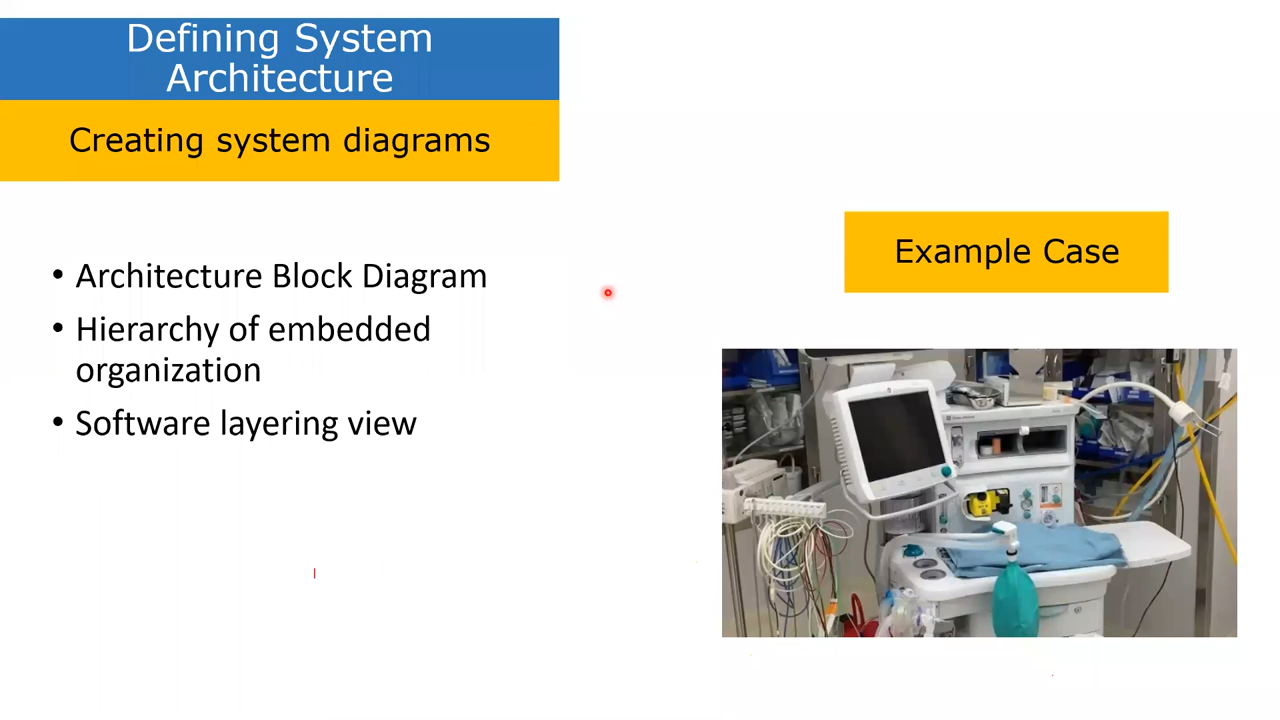 Defining System
Architecture
Creating system diagrams
• Architecture Block Diagram
• Hierarchy of embedded
organization
• Software layering view
Example Case